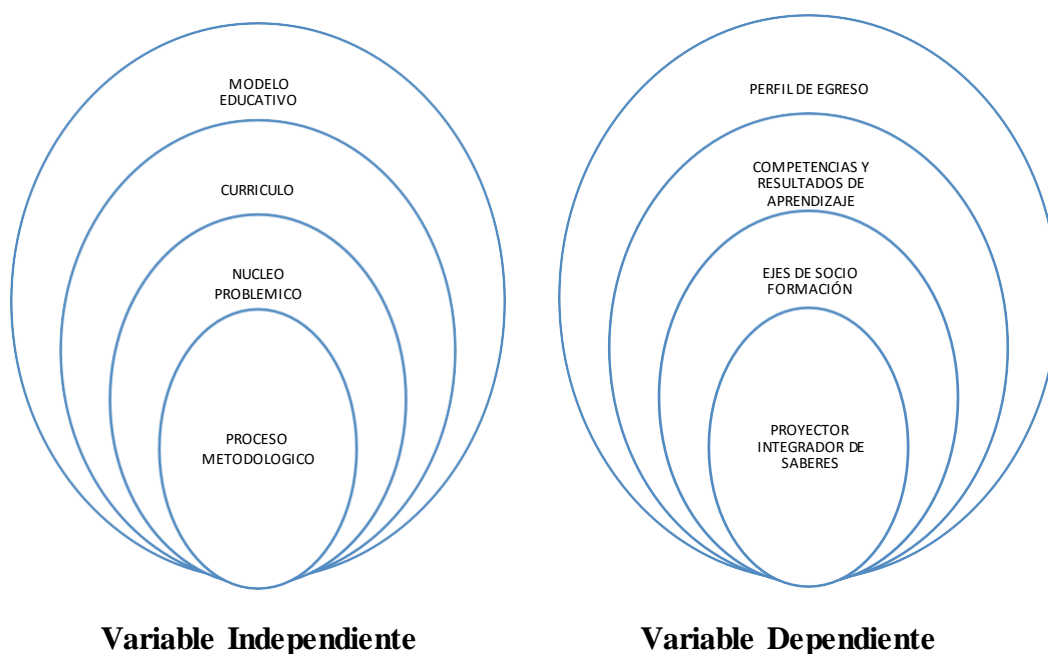 MODELO
EDUCATIVO
CURRICULO
NUCLEO
PROBLEMICO
PROCESO
METODOLOGICO
Variable Independiente
PERFIL DE EGRESO
COMPETENCIAS Y
RESULTADOS DE
APRENDIZAJE
EJES DE SOCIO
FORMACIÓN
PROYECTOR
INTEGRADOR DE
SABERES
Variable Dependiente